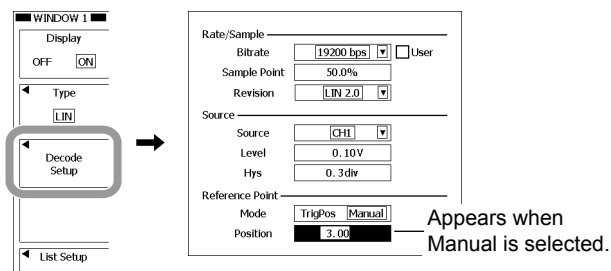 WINDOW 1
Display
OFF ON
Type
LIN
Decode
Setup
List Setup
Rate/Sample
Bitrate 19200 bps User
Sample Point 50.0%
Revision LIN 2.0
Source
Source CH1
Level 0.10V
Hys 0.3div
Reference Point
Mode TrigPos Manual
Position 3.00
Appears when
Manual is selected.